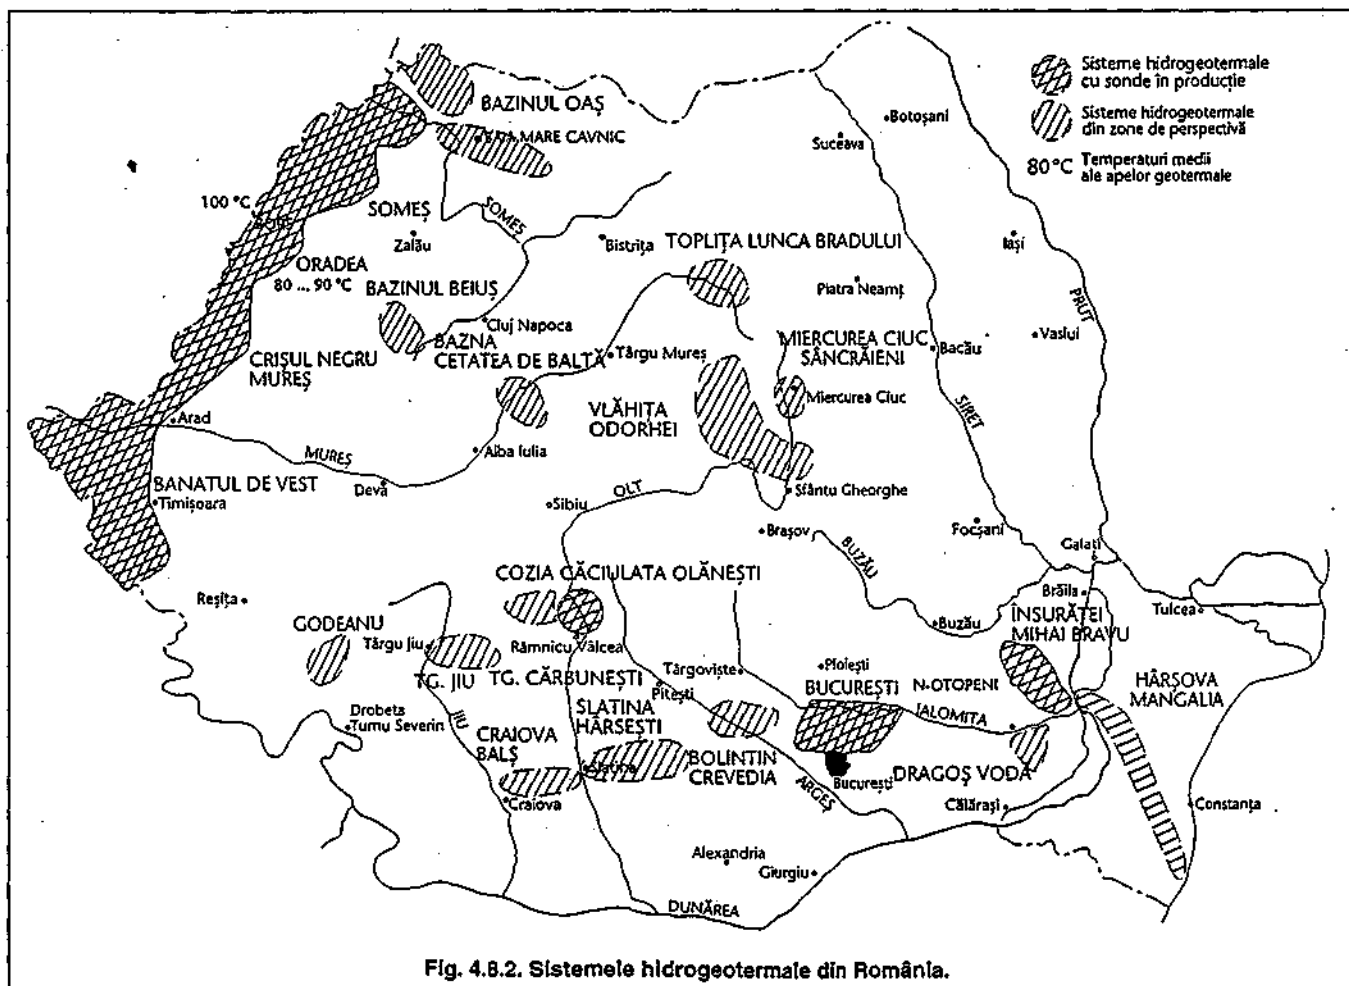 Sisteme hidrogeotermale
cu sonde în producție
Sisteme hidrogeotermale
din zone de perspectivă
80 °C Temperaturi medii
ale apelor geotermale
BAZINUL OAȘ
MARE CAVNIC
Botoșani
Suceava
100 °C
SOMEȘ
SOMEȘ
Zalău
Bistrița
TOPLIȚA LUNCA BRADULUI
Iași
ORADEA
80 ... 90 °C
BAZINUL BEIUȘ
Piatra Neamț
PRUT
Cluj Napoca
BAZNA
CETATEA DE BALTĂ
Târgu Mureș
MIERCUREA CIUC
SÂNCRĂIENI
Bacău
Vaslui
CRIȘUL NEGRU
MUREȘ
Miercurea Ciuc
VLĂHIȚA
ODORHEI
SIRET
Arad
MUREȘ
Alba Iulia
BANATUL DE VEST
Timișoara
Deva
Sibiu
OLT
Sfântu Gheorghe
Brașov
BUZĂU
Focșani
Galati
COZIA CĂCIULATA OLĂNEȘTI
Reșița
Brăila
Tulcea
GODEANU
Târgu Jiu
Râmnicu Vâlcea
Buzău
ÎNSURĂȚEI
MIHAI BRAVU
TG. JIU
TG. CĂRBUNEȘTI
Târgoviște
Ploiești
Pitești
BUCUREȘTI
N-OTOPENI
HÂRȘOVA
MANGALIA
Drobeta
Turnu Severin
JIU
SLATINA
HÂRSEȘTI
IALOMIȚA
CRAIOVA
BALȘ
Slatina
BOLINTIN
CREVEDIA
București
DRAGOȘ VODĂ
ARGEȘ
Craiova
Călărași
Constanța
Alexandria
Giurgiu
DUNĂREA
Fig. 4.8.2. Sistemele hidrogeotermale din România.